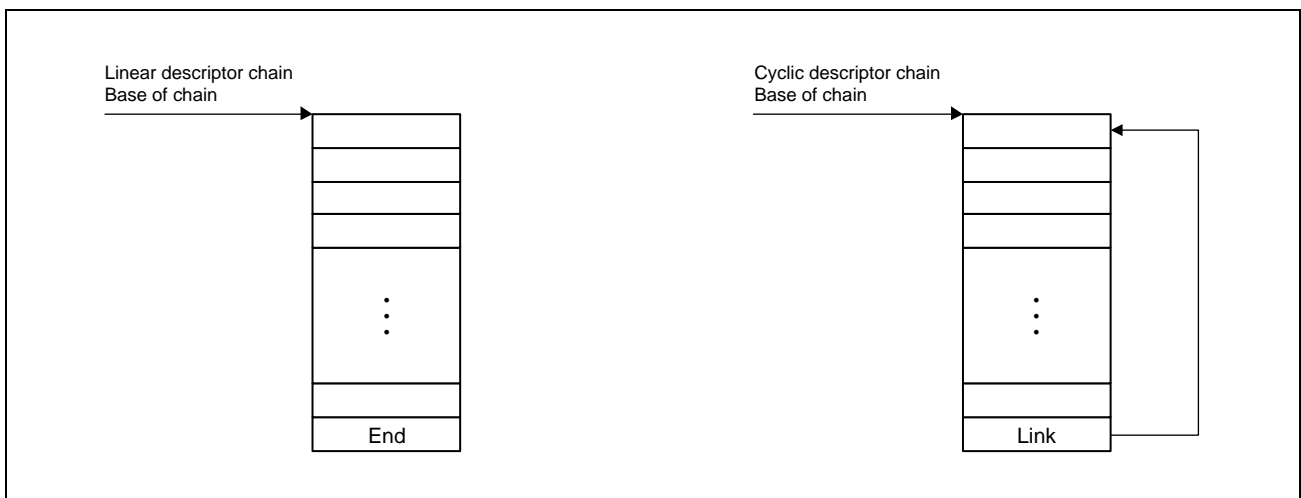 Linear descriptor chain
Base of chain
End
Cyclic descriptor chain
Base of chain
Link